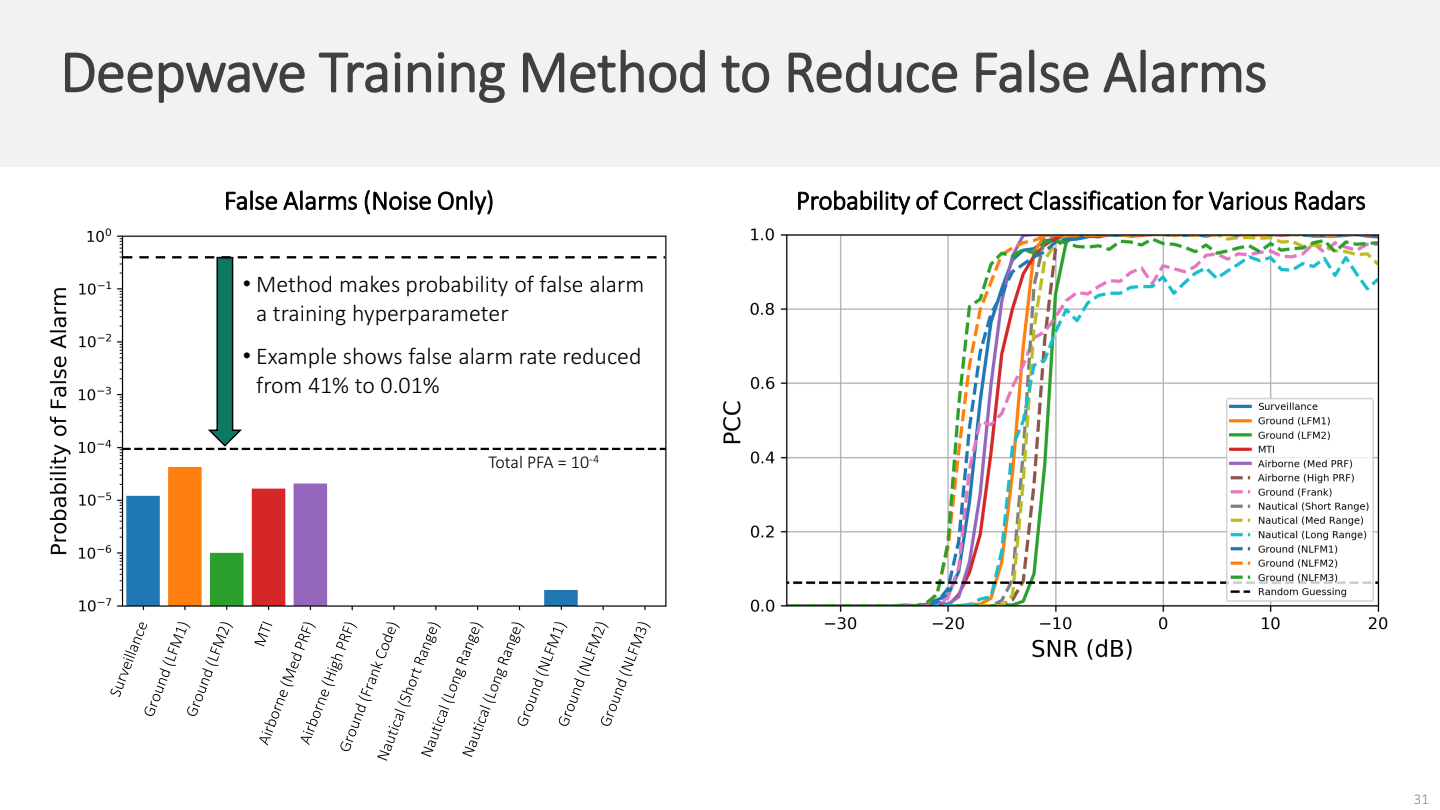 Deepwave Training Method to Reduce False Alarms
False Alarms (Noise Only)
Probability of False Alarm
10⁰
10⁻¹
10⁻²
10⁻³
10⁻⁴
10⁻⁵
10⁻⁶
10⁻⁷
• Method makes probability of false alarm
a training hyperparameter
• Example shows false alarm rate reduced
from 41% to 0.01%
Total PFA = 10⁻⁴
Surveillance
Ground (LFM1)
Ground (LFM2)
MTI
Airborne (Med PRF)
Airborne (High PRF)
Ground (Frank Code)
Nautical (Short Range)
Nautical (Long Range)
Nautical (Long Range)
Ground (NLFM1)
Ground (NLFM2)
Ground (NLFM3)
Probability of Correct Classification for Various Radars
PCC
1.0
0.8
0.6
0.4
0.2
0.0
Surveillance
Ground (LFM1)
Ground (LFM2)
MTI
Airborne (Med PRF)
Airborne (High PRF)
Ground (Frank)
Nautical (Short Range)
Nautical (Med Range)
Nautical (Long Range)
Ground (NLFM1)
Ground (NLFM2)
Ground (NLFM3)
Random Guessing
−30 −20 −10 0 10 20
SNR (dB)
31